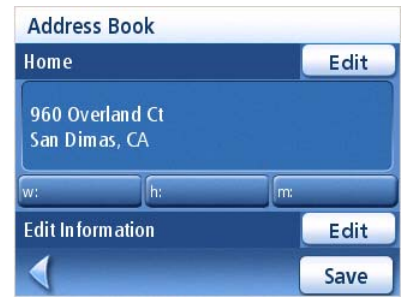 Address Book
Home Edit
960 Overland Ct
San Dimas, CA
w: h: m:
Edit Information Edit
Save